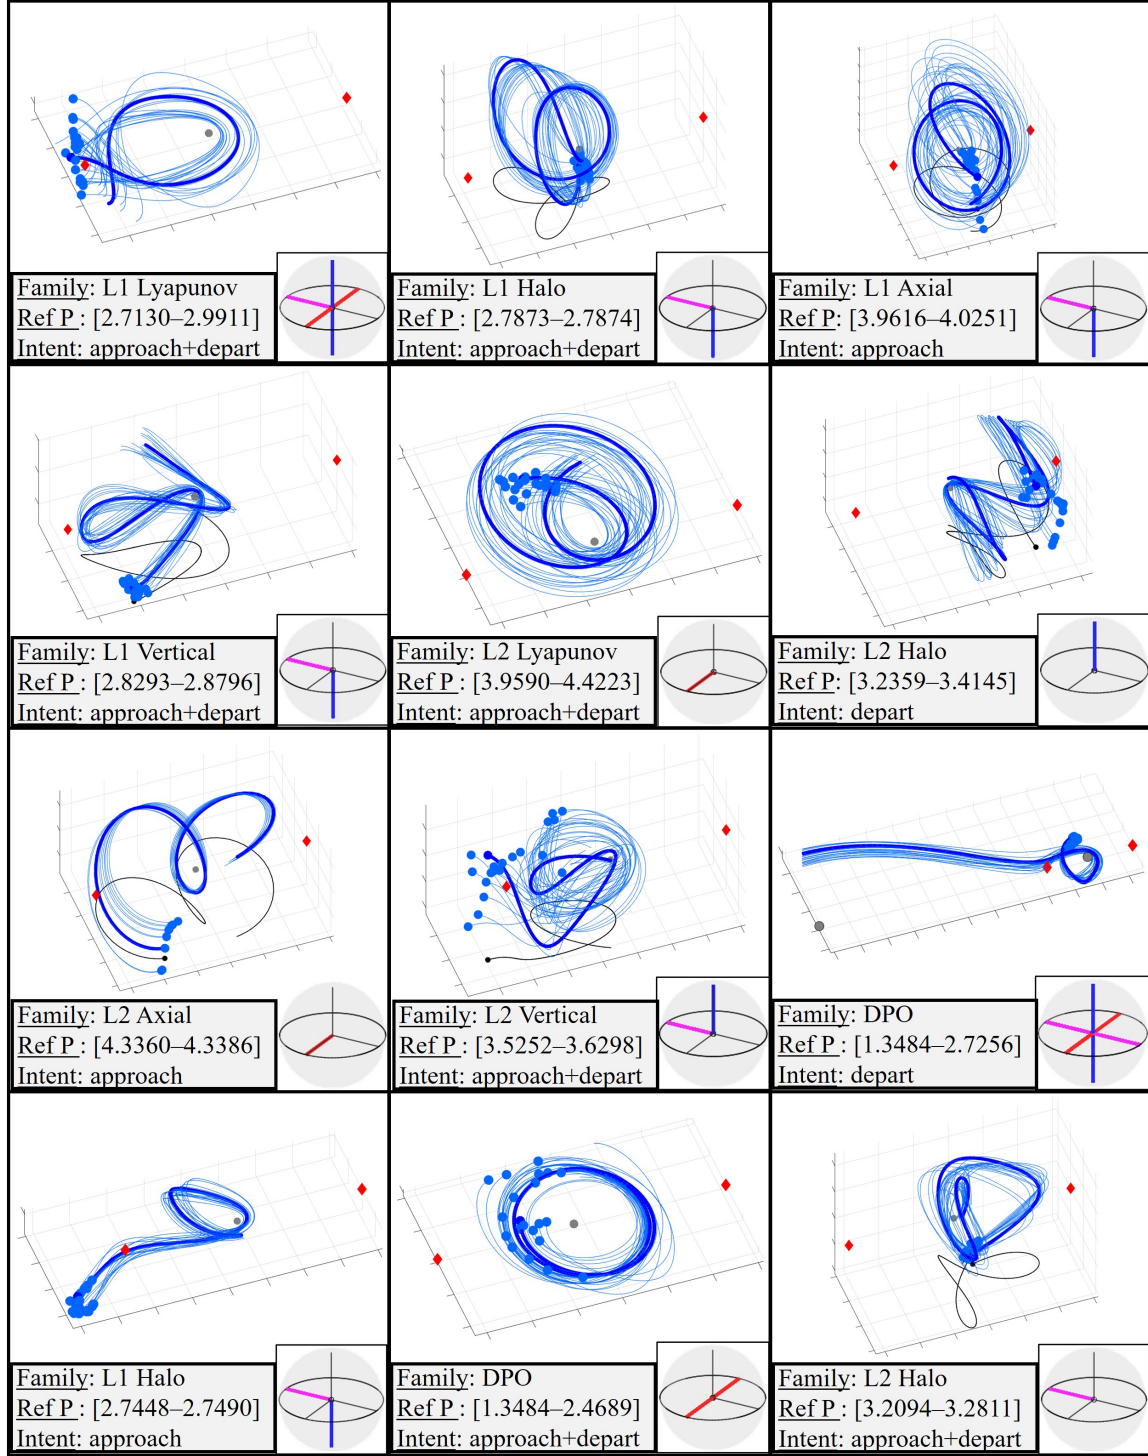 Family: L1 Lyapunov
Ref P : [2.7130–2.9911]
Intent: approach+depart
Family: L1 Halo
Ref P : [2.7873–2.7874]
Intent: approach+depart
Family: L1 Axial
Ref P: [3.9616–4.0251]
Intent: approach
Family: L1 Vertical
Ref P : [2.8293–2.8796]
Intent: approach+depart
Family: L2 Lyapunov
Ref P : [3.9590–4.4223]
Intent: approach+depart
Family: L2 Halo
Ref P: [3.2359–3.4145]
Intent: depart
Family: L2 Axial
Ref P : [4.3360–4.3386]
Intent: approach
Family: L2 Vertical
Ref P : [3.5252–3.6298]
Intent: approach+depart
Family: DPO
Ref P : [1.3484–2.7256]
Intent: depart
Family: L1 Halo
Ref P : [2.7448–2.7490]
Intent: approach
Family: DPO
Ref P : [1.3484–2.4689]
Intent: approach+depart
Family: L2 Halo
Ref P : [3.2094–3.2811]
Intent: approach+depart